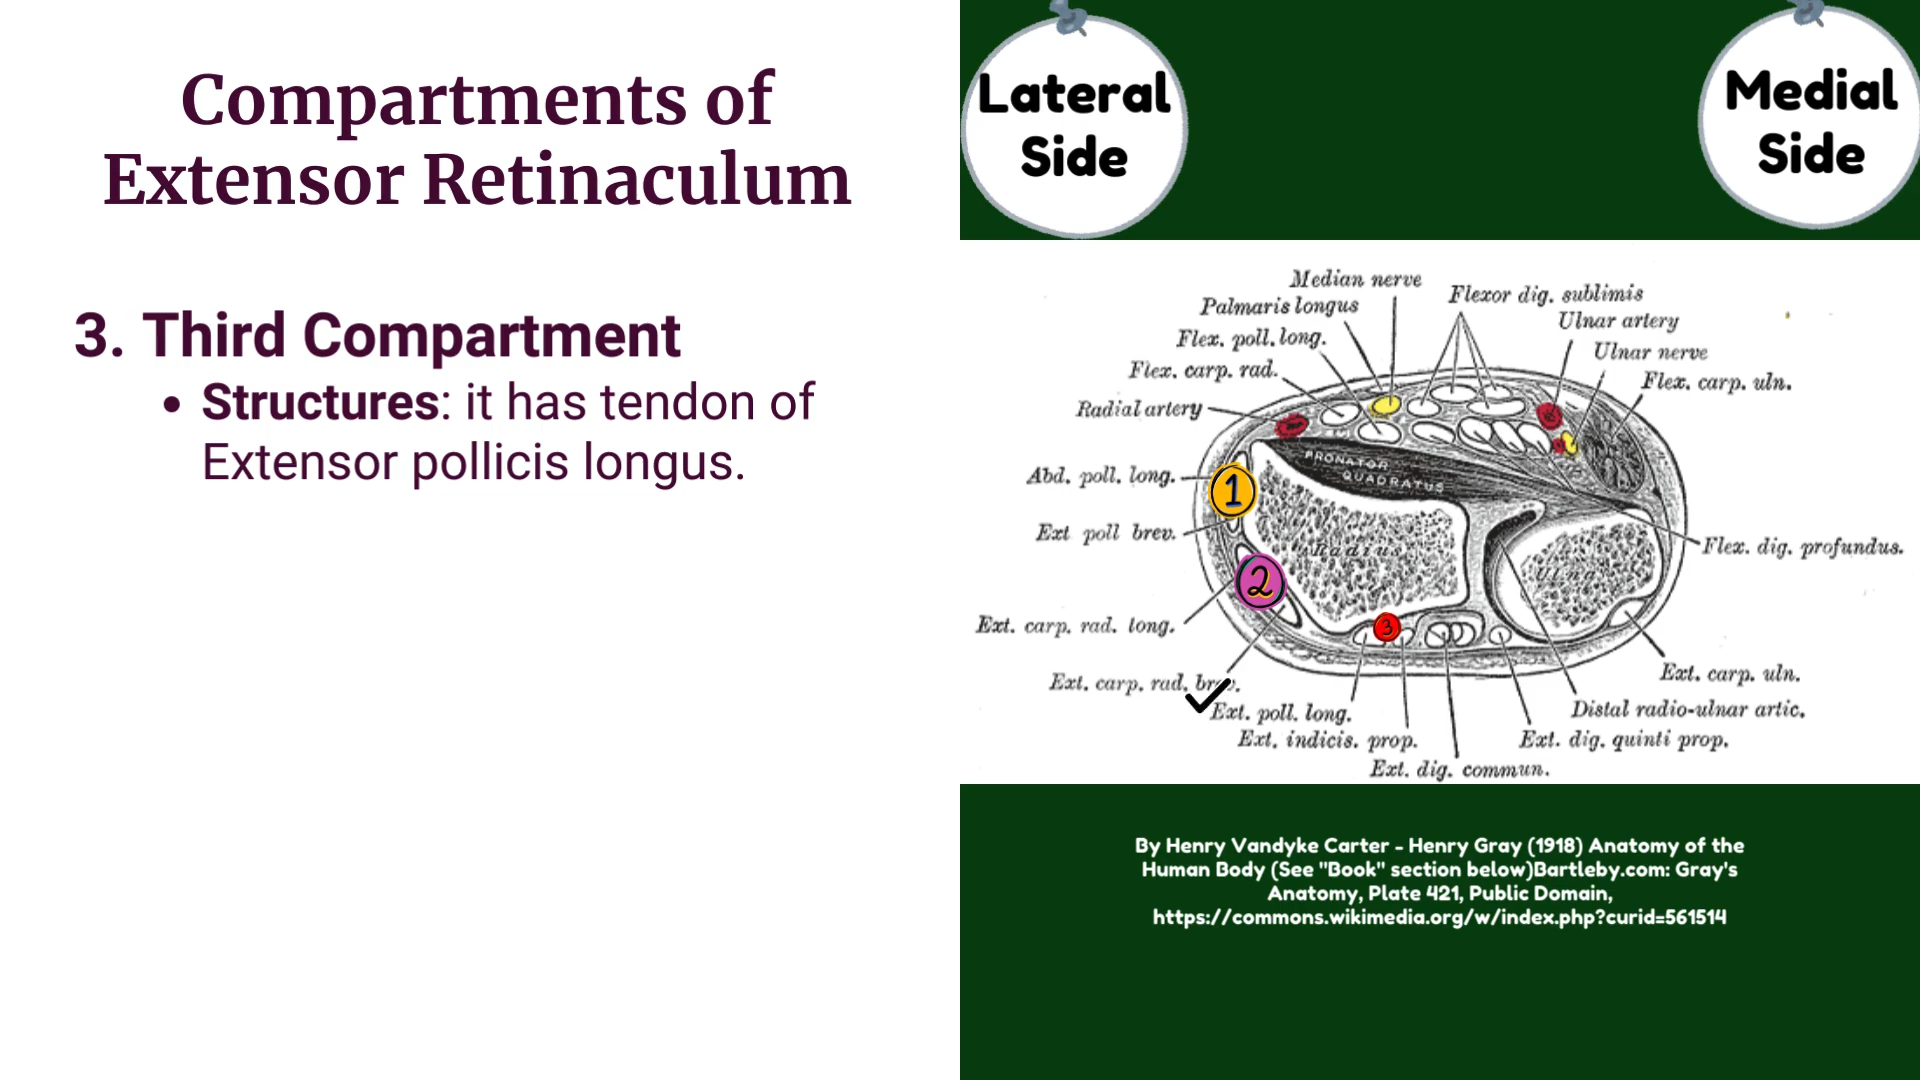 Compartments of
Extensor Retinaculum
3. Third Compartment
• Structures: it has tendon of
Extensor pollicis longus.
Lateral
Side
Medial
Side
Median nerve
Palmaris longus
Flex. poll. long.
Flex. carp. rad.
Radial artery
Abd. poll. long.
Ext poll brev.
Ext. carp. rad. long.
Ext. carp. rad. brev.
Ext. poll. long.
Ext. indicis. prop.
Ext. dig. commun.
Flexor dig. sublimis
Ulnar artery
Ulnar nerve
Flex. carp. uln.
Flex. dig. profundus.
Ext. carp. uln.
Distal radio-ulnar artic.
Ext. dig. quinti prop.
PRONATOR
QUADRATUS
Radius
Ulna
1
2
3
By Henry Vandyke Carter - Henry Gray (1918) Anatomy of the
Human Body (See "Book" section below)Bartleby.com: Gray's
Anatomy, Plate 421, Public Domain,
https://commons.wikimedia.org/w/index.php?curid=561514